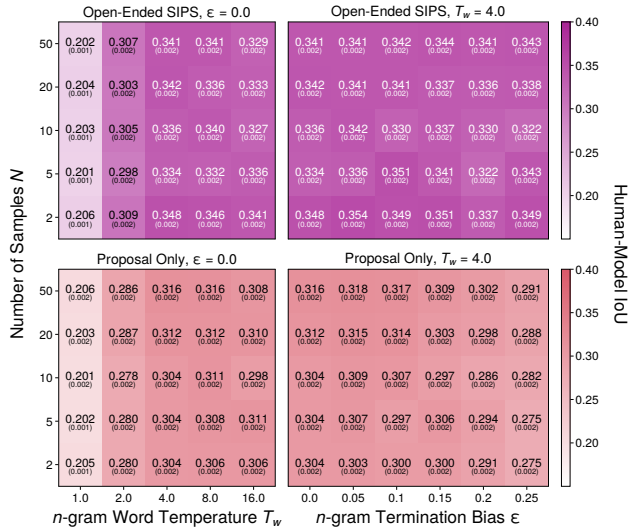 Open-Ended SIPS, ε = 0.0
50 0.202 0.307 0.341 0.341 0.329
(0.001) (0.002) (0.002) (0.002) (0.002)
20 0.204 0.303 0.342 0.336 0.333
(0.001) (0.002) (0.002) (0.002) (0.002)
10 0.203 0.305 0.336 0.340 0.327
(0.001) (0.002) (0.002) (0.002) (0.002)
5 0.201 0.298 0.334 0.332 0.336
(0.001) (0.002) (0.002) (0.002) (0.002)
2 0.206 0.309 0.348 0.346 0.341
(0.001) (0.002) (0.002) (0.002) (0.002)
Open-Ended SIPS, T_w = 4.0
0.341 0.341 0.342 0.344 0.341 0.343
(0.002) (0.002) (0.002) (0.002) (0.002) (0.002)
0.342 0.341 0.341 0.337 0.336 0.338
(0.002) (0.002) (0.002) (0.002) (0.002) (0.002)
0.336 0.342 0.330 0.337 0.330 0.322
(0.002) (0.002) (0.002) (0.002) (0.002) (0.002)
0.334 0.336 0.351 0.341 0.322 0.343
(0.002) (0.002) (0.002) (0.002) (0.002) (0.002)
0.348 0.354 0.349 0.351 0.337 0.349
(0.002) (0.002) (0.002) (0.002) (0.002) (0.002)
0.40
0.35
0.30
0.25
0.20
Number of Samples N
Human-Model IoU
Proposal Only, ε = 0.0
50 0.206 0.286 0.316 0.316 0.308
(0.002) (0.002) (0.002) (0.002) (0.002)
20 0.203 0.287 0.312 0.312 0.310
(0.002) (0.002) (0.002) (0.002) (0.002)
10 0.201 0.278 0.304 0.311 0.298
(0.001) (0.002) (0.002) (0.002) (0.002)
5 0.202 0.280 0.304 0.308 0.311
(0.001) (0.002) (0.002) (0.002) (0.002)
2 0.205 0.280 0.304 0.306 0.306
(0.001) (0.002) (0.002) (0.002) (0.002)
1.0 2.0 4.0 8.0 16.0
n-gram Word Temperature T_w
Proposal Only, T_w = 4.0
0.316 0.318 0.317 0.309 0.302 0.291
(0.002) (0.002) (0.002) (0.002) (0.002) (0.002)
0.312 0.315 0.314 0.303 0.298 0.288
(0.002) (0.002) (0.002) (0.002) (0.002) (0.002)
0.304 0.309 0.307 0.297 0.286 0.282
(0.002) (0.002) (0.002) (0.002) (0.002) (0.002)
0.304 0.307 0.297 0.306 0.294 0.275
(0.002) (0.002) (0.002) (0.002) (0.002) (0.002)
0.304 0.303 0.300 0.300 0.291 0.275
(0.002) (0.002) (0.002) (0.002) (0.002) (0.002)
0.0 0.05 0.1 0.15 0.2 0.25
n-gram Termination Bias ε
0.40
0.35
0.30
0.25
0.20